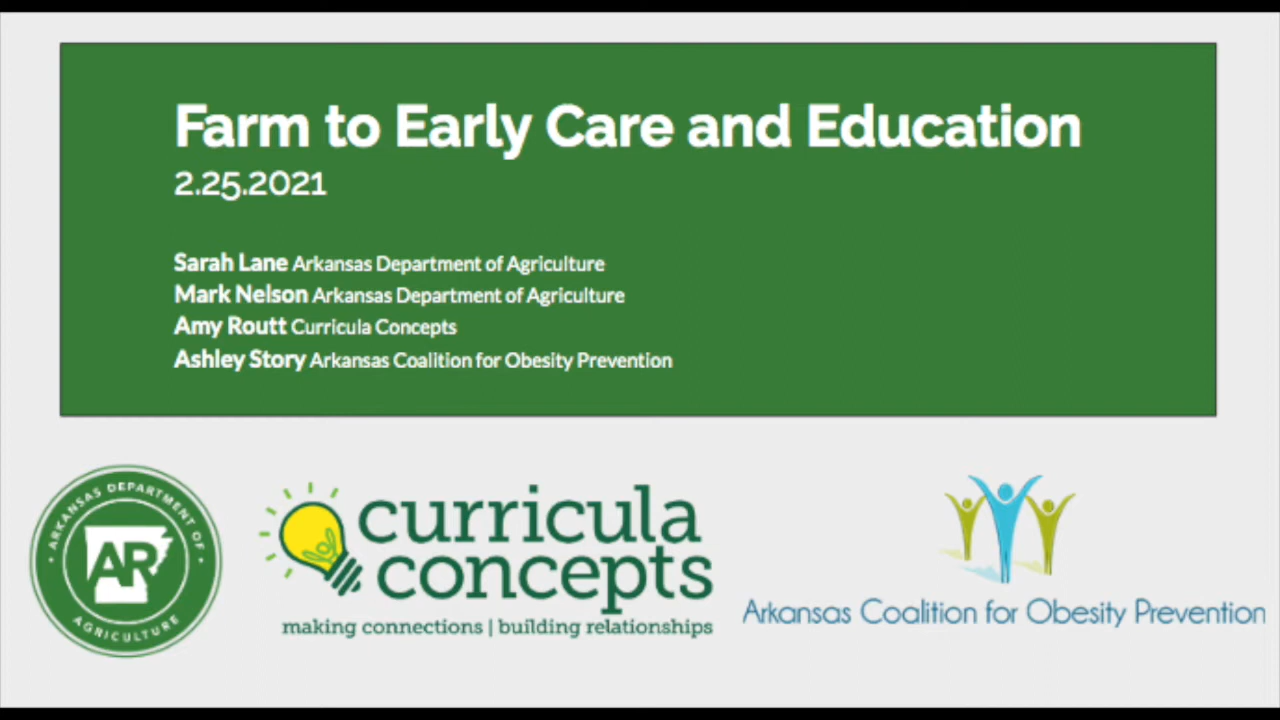 Farm to Early Care and Education
2.25.2021
Sarah Lane Arkansas Department of Agriculture
Mark Nelson Arkansas Department of Agriculture
Amy Routt Curricula Concepts
Ashley Story Arkansas Coalition for Obesity Prevention
ARKANSAS DEPARTMENT OF
AR
AGRICULTURE
curricula
concepts
making connections | building relationships
Arkansas Coalition for Obesity Prevention